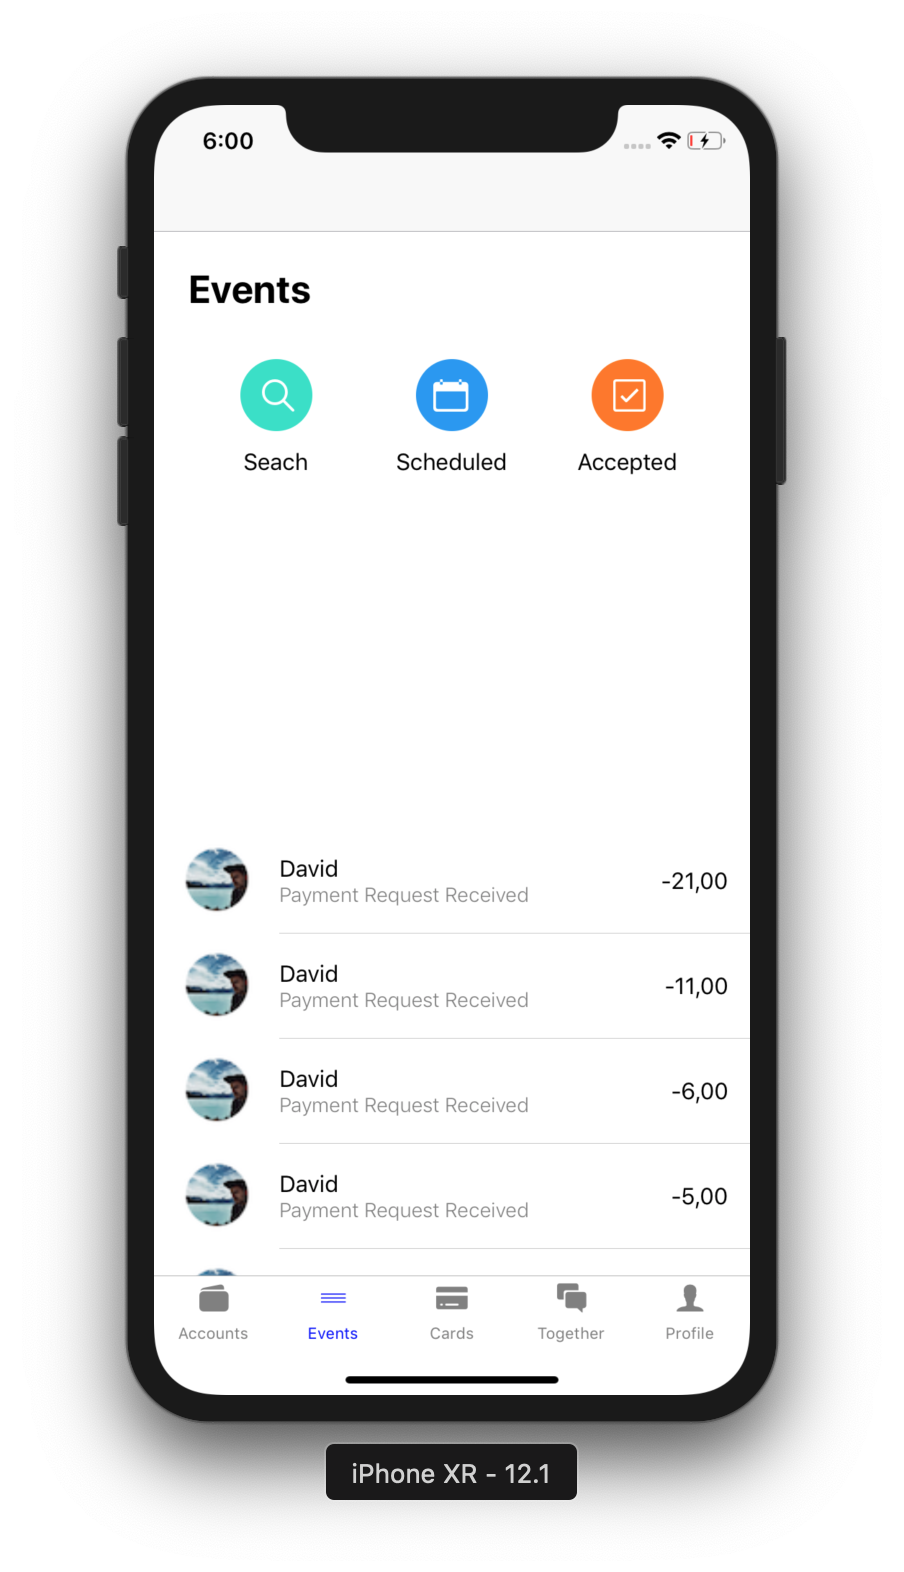 6:00
Events
Seach
Scheduled
Accepted
David
Payment Request Received
-21,00
David
Payment Request Received
-11,00
David
Payment Request Received
-6,00
David
Payment Request Received
-5,00
Accounts
Events
Cards
Together
Profile
iPhone XR - 12.1